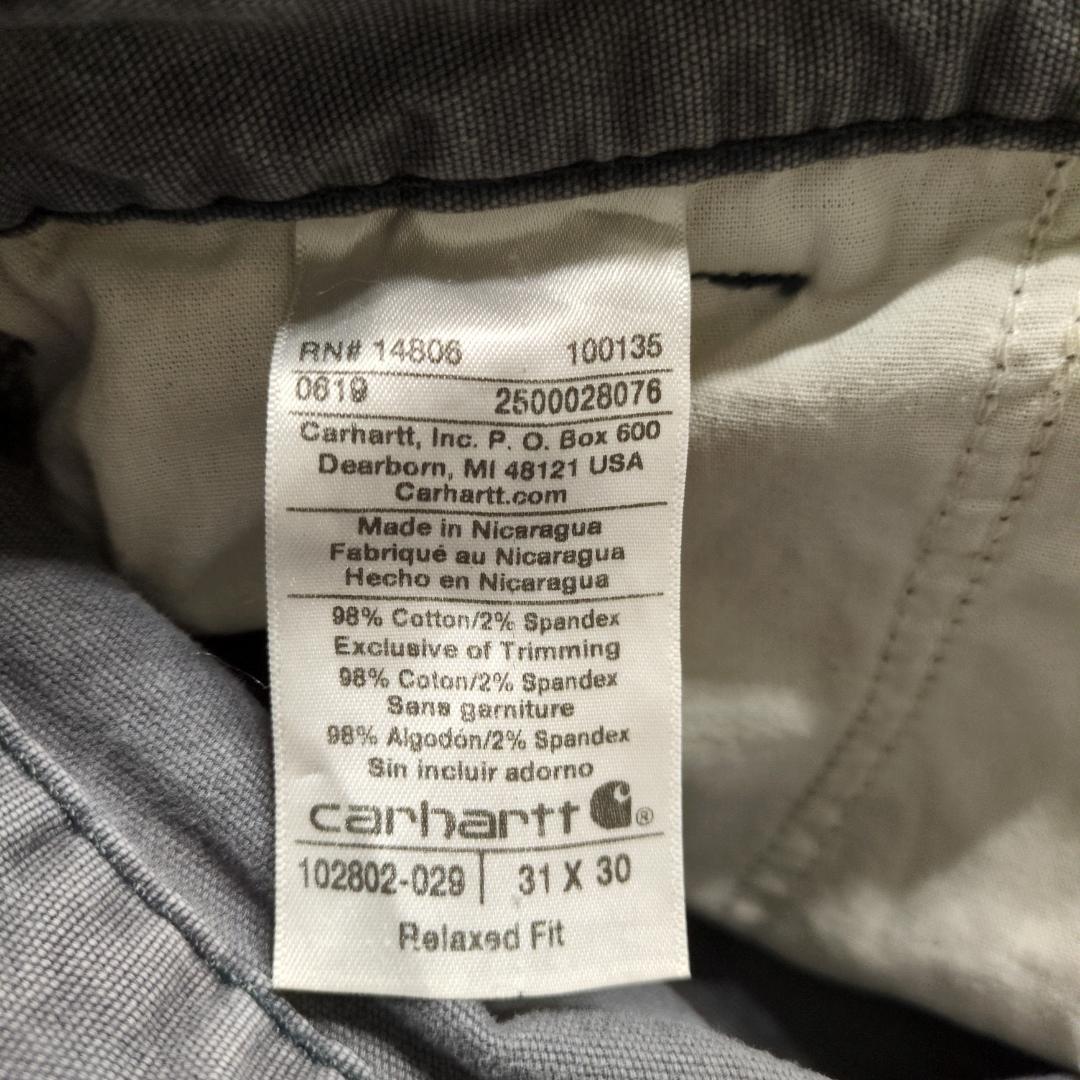 RN# 14806 100135
0619 2500028076
Carhartt, Inc. P. O. Box 600
Dearborn, MI 48121 USA
Carhartt.com
Made in Nicaragua
Fabriqué au Nicaragua
Hecho en Nicaragua
98% Cotton/2% Spandex
Exclusive of Trimming
98% Coton/2% Spandex
Sans garniture
98% Algodón/2% Spandex
Sin incluir adorno
carhartt ®
102802-029 | 31 X 30
Relaxed Fit